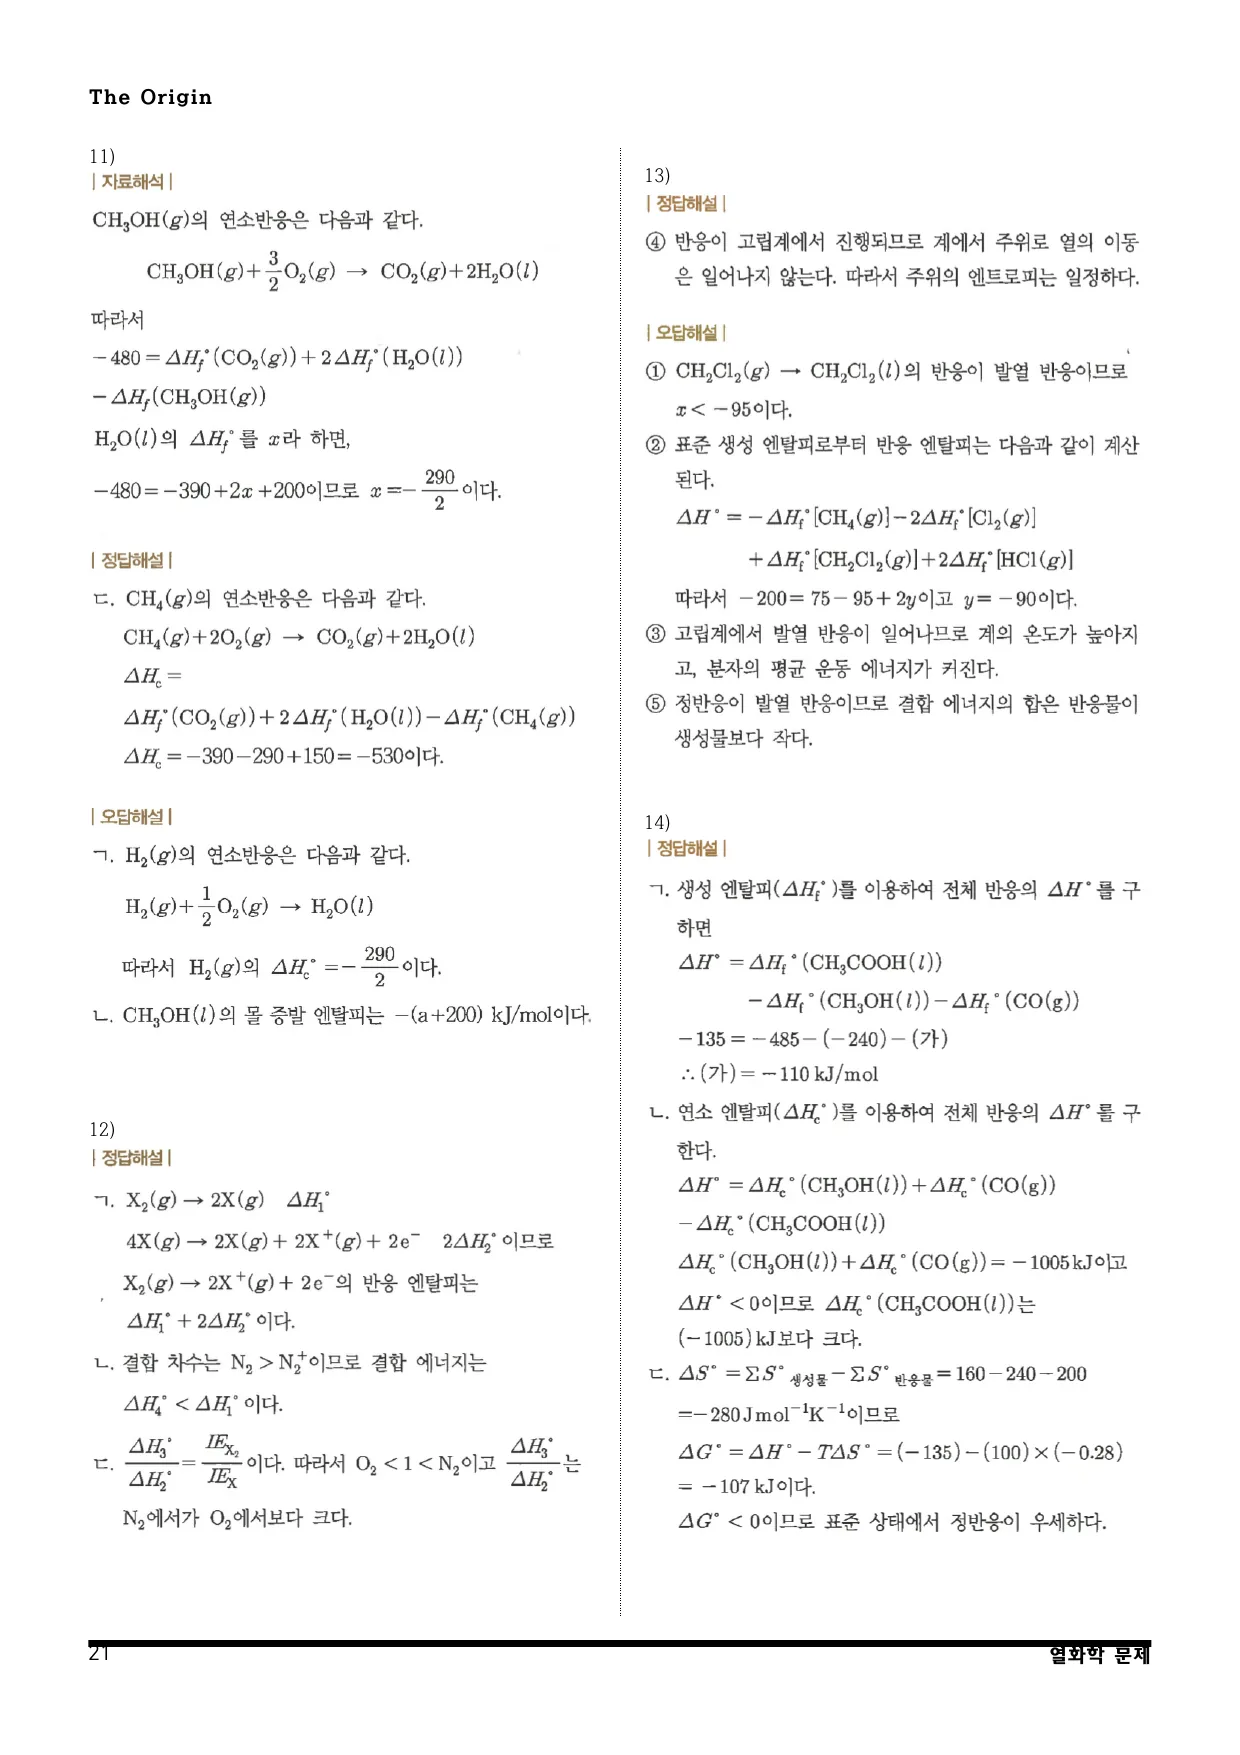 The Origin
11)
| 자료해석 |
CH₃OH(g)의 연소반응은 다음과 같다.
CH₃OH(g)+3/2O₂(g) → CO₂(g)+2H₂O(l)
따라서
−480=ΔH_f°(CO₂(g))+2ΔH_f°(H₂O(l))
−ΔH_f(CH₃OH(g))
H₂O(l)의 ΔH_f°를 x라 하면,
−480=−390+2x+200이므로 x=−290/2이다.
| 정답해설 |
ㄷ. CH₄(g)의 연소반응은 다음과 같다.
CH₄(g)+2O₂(g) → CO₂(g)+2H₂O(l)
ΔH_c=
ΔH_f°(CO₂(g))+2ΔH_f°(H₂O(l))−ΔH_f°(CH₄(g))
ΔH_c=−390−290+150=−530이다.
| 오답해설 |
ㄱ. H₂(g)의 연소반응은 다음과 같다.
H₂(g)+1/2O₂(g) → H₂O(l)
따라서 H₂(g)의 ΔH_c°=−290/2이다.
ㄴ. CH₃OH(l)의 몰 증발 엔탈피는 −(a+200) kJ/mol이다.
12)
| 정답해설 |
ㄱ. X₂(g) → 2X(g) ΔH₁°
4X(g) → 2X(g)+2X⁺(g)+2e⁻ 2ΔH₂°이므로
X₂(g) → 2X⁺(g)+2e⁻의 반응 엔탈피는
ΔH₁°+2ΔH₂°이다.
ㄴ. 결합 차수는 N₂ > N₂⁺이므로 결합 에너지는
ΔH₄° < ΔH₁°이다.
ㄷ. ΔH₃°/ΔH₂°=IE_X₂/IE_X이다. 따라서 O₂ < 1 < N₂이고 ΔH₃°/ΔH₂°는
N₂에서가 O₂에서보다 크다.
13)
| 정답해설 |
④ 반응이 고립계에서 진행되므로 계에서 주위로 열의 이동
은 일어나지 않는다. 따라서 주위의 엔트로피는 일정하다.
| 오답해설 |
① CH₂Cl₂(g) → CH₂Cl₂(l)의 반응이 발열 반응이므로
x < −95이다.
② 표준 생성 엔탈피로부터 반응 엔탈피는 다음과 같이 계산
된다.
ΔH°=−ΔH_f°[CH₄(g)]−2ΔH_f°[Cl₂(g)]
+ΔH_f°[CH₂Cl₂(g)]+2ΔH_f°[HCl(g)]
따라서 −200=75−95+2y이고 y=−90이다.
③ 고립계에서 발열 반응이 일어나므로 계의 온도가 높아지
고, 분자의 평균 운동 에너지가 커진다.
⑤ 정반응이 발열 반응이므로 결합 에너지의 합은 반응물이
생성물보다 작다.
14)
| 정답해설 |
ㄱ. 생성 엔탈피(ΔH_f°)를 이용하여 전체 반응의 ΔH°를 구
하면
ΔH°=ΔH_f°(CH₃COOH(l))
−ΔH_f°(CH₃OH(l))−ΔH_f°(CO(g))
−135=−485−(−240)−(가)
∴(가)=−110 kJ/mol
ㄴ. 연소 엔탈피(ΔH_c°)를 이용하여 전체 반응의 ΔH°를 구
한다.
ΔH°=ΔH_c°(CH₃OH(l))+ΔH_c°(CO(g))
−ΔH_c°(CH₃COOH(l))
ΔH_c°(CH₃OH(l))+ΔH_c°(CO(g))=−1005kJ이고
ΔH° < 0이므로 ΔH_c°(CH₃COOH(l))는
(−1005)kJ보다 크다.
ㄷ. ΔS°=ΣS°생성물−ΣS°반응물=160−240−200
=−280Jmol⁻¹K⁻¹이므로
ΔG°=ΔH°−TΔS°=(−135)−(100)×(−0.28)
=−107kJ이다.
ΔG° < 0이므로 표준 상태에서 정반응이 우세하다.
21
열화학 문제